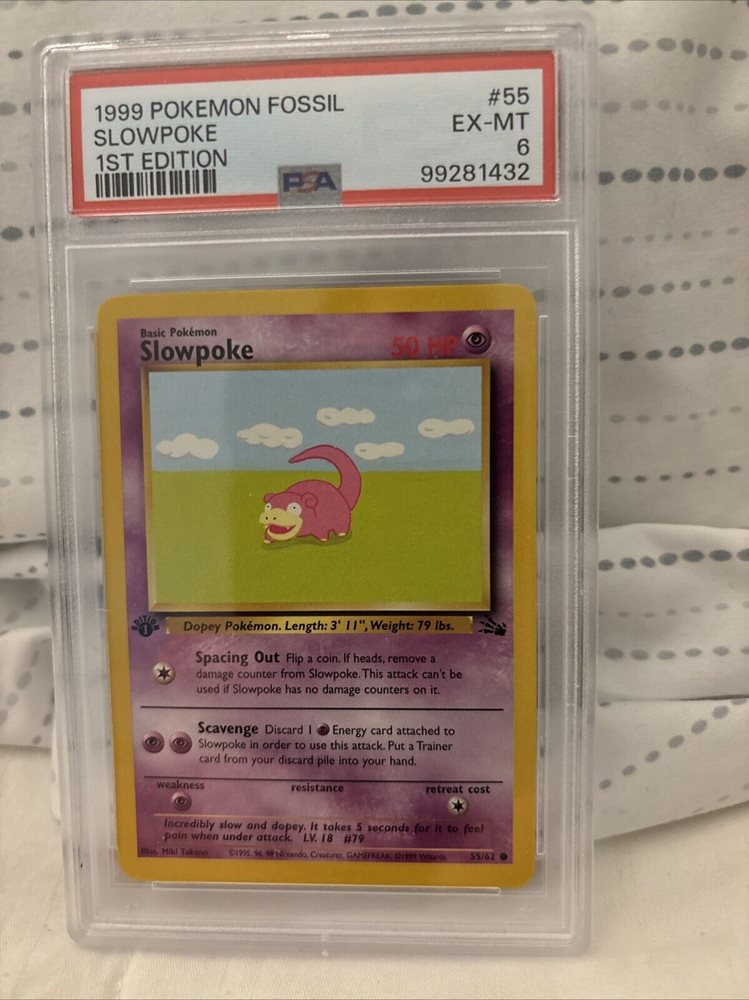 1999 POKEMON FOSSIL #55
SLOWPOKE EX-MT
1ST EDITION 6
PSA 99281432
Basic Pokémon
Slowpoke 50 HP
EDITION 1
Dopey Pokémon. Length: 3' 11", Weight: 79 lbs.
Spacing Out Flip a coin. If heads, remove a
damage counter from Slowpoke. This attack can't be
used if Slowpoke has no damage counters on it.
Scavenge Discard 1 Energy card attached to
Slowpoke in order to use this attack. Put a Trainer
card from your discard pile into your hand.
weakness resistance retreat cost
Incredibly slow and dopey. It takes 5 seconds for it to feel
pain when under attack. LV. 18 #79
Illus. Miki Takano ©1995, 96, 98 Nintendo, Creatures, GAMEFREAK. ©1999 Wizards 55/62